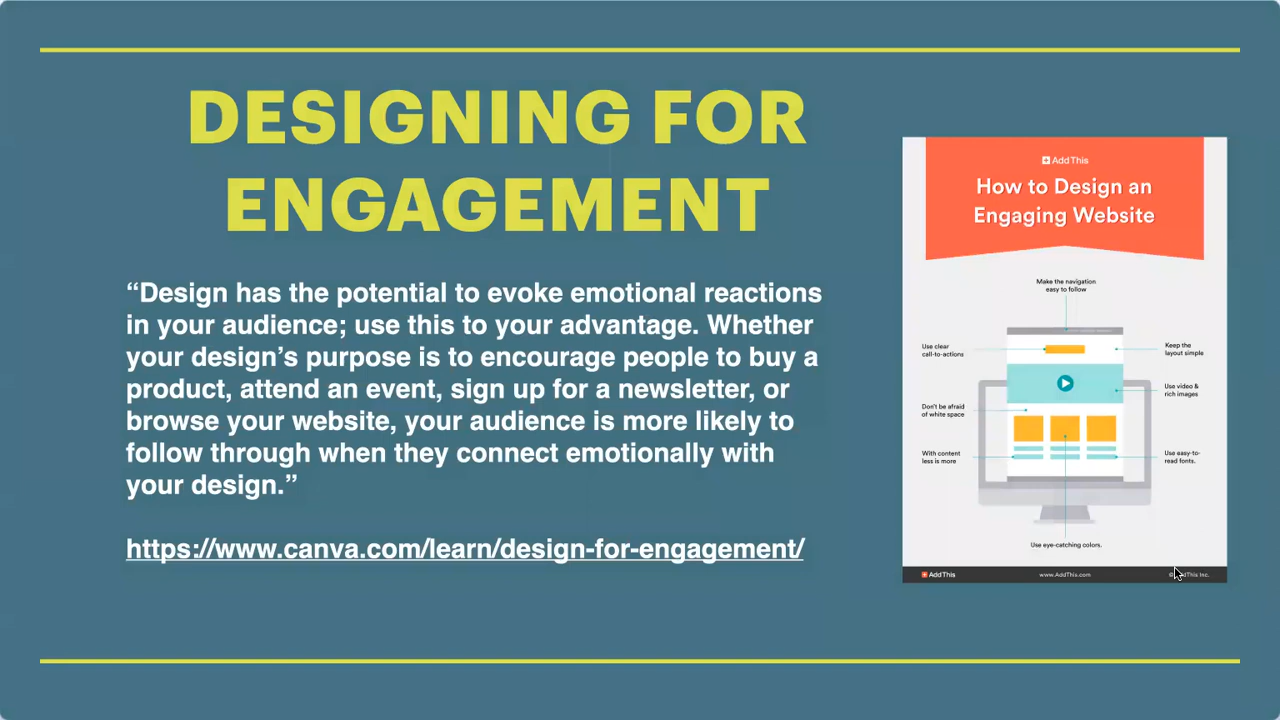 DESIGNING FOR
ENGAGEMENT
“Design has the potential to evoke emotional reactions
in your audience; use this to your advantage. Whether
your design’s purpose is to encourage people to buy a
product, attend an event, sign up for a newsletter, or
browse your website, your audience is more likely to
follow through when they connect emotionally with
your design.”
https://www.canva.com/learn/design-for-engagement/
AddThis
How to Design an
Engaging Website
Make the navigation
easy to follow
Use clear
call-to-actions
Keep the
layout simple
Use video &
rich images
Don't be afraid
of white space
With content
less is more
Use easy-to-
read fonts.
Use eye-catching colors.
AddThis
www.AddThis.com
Inc.